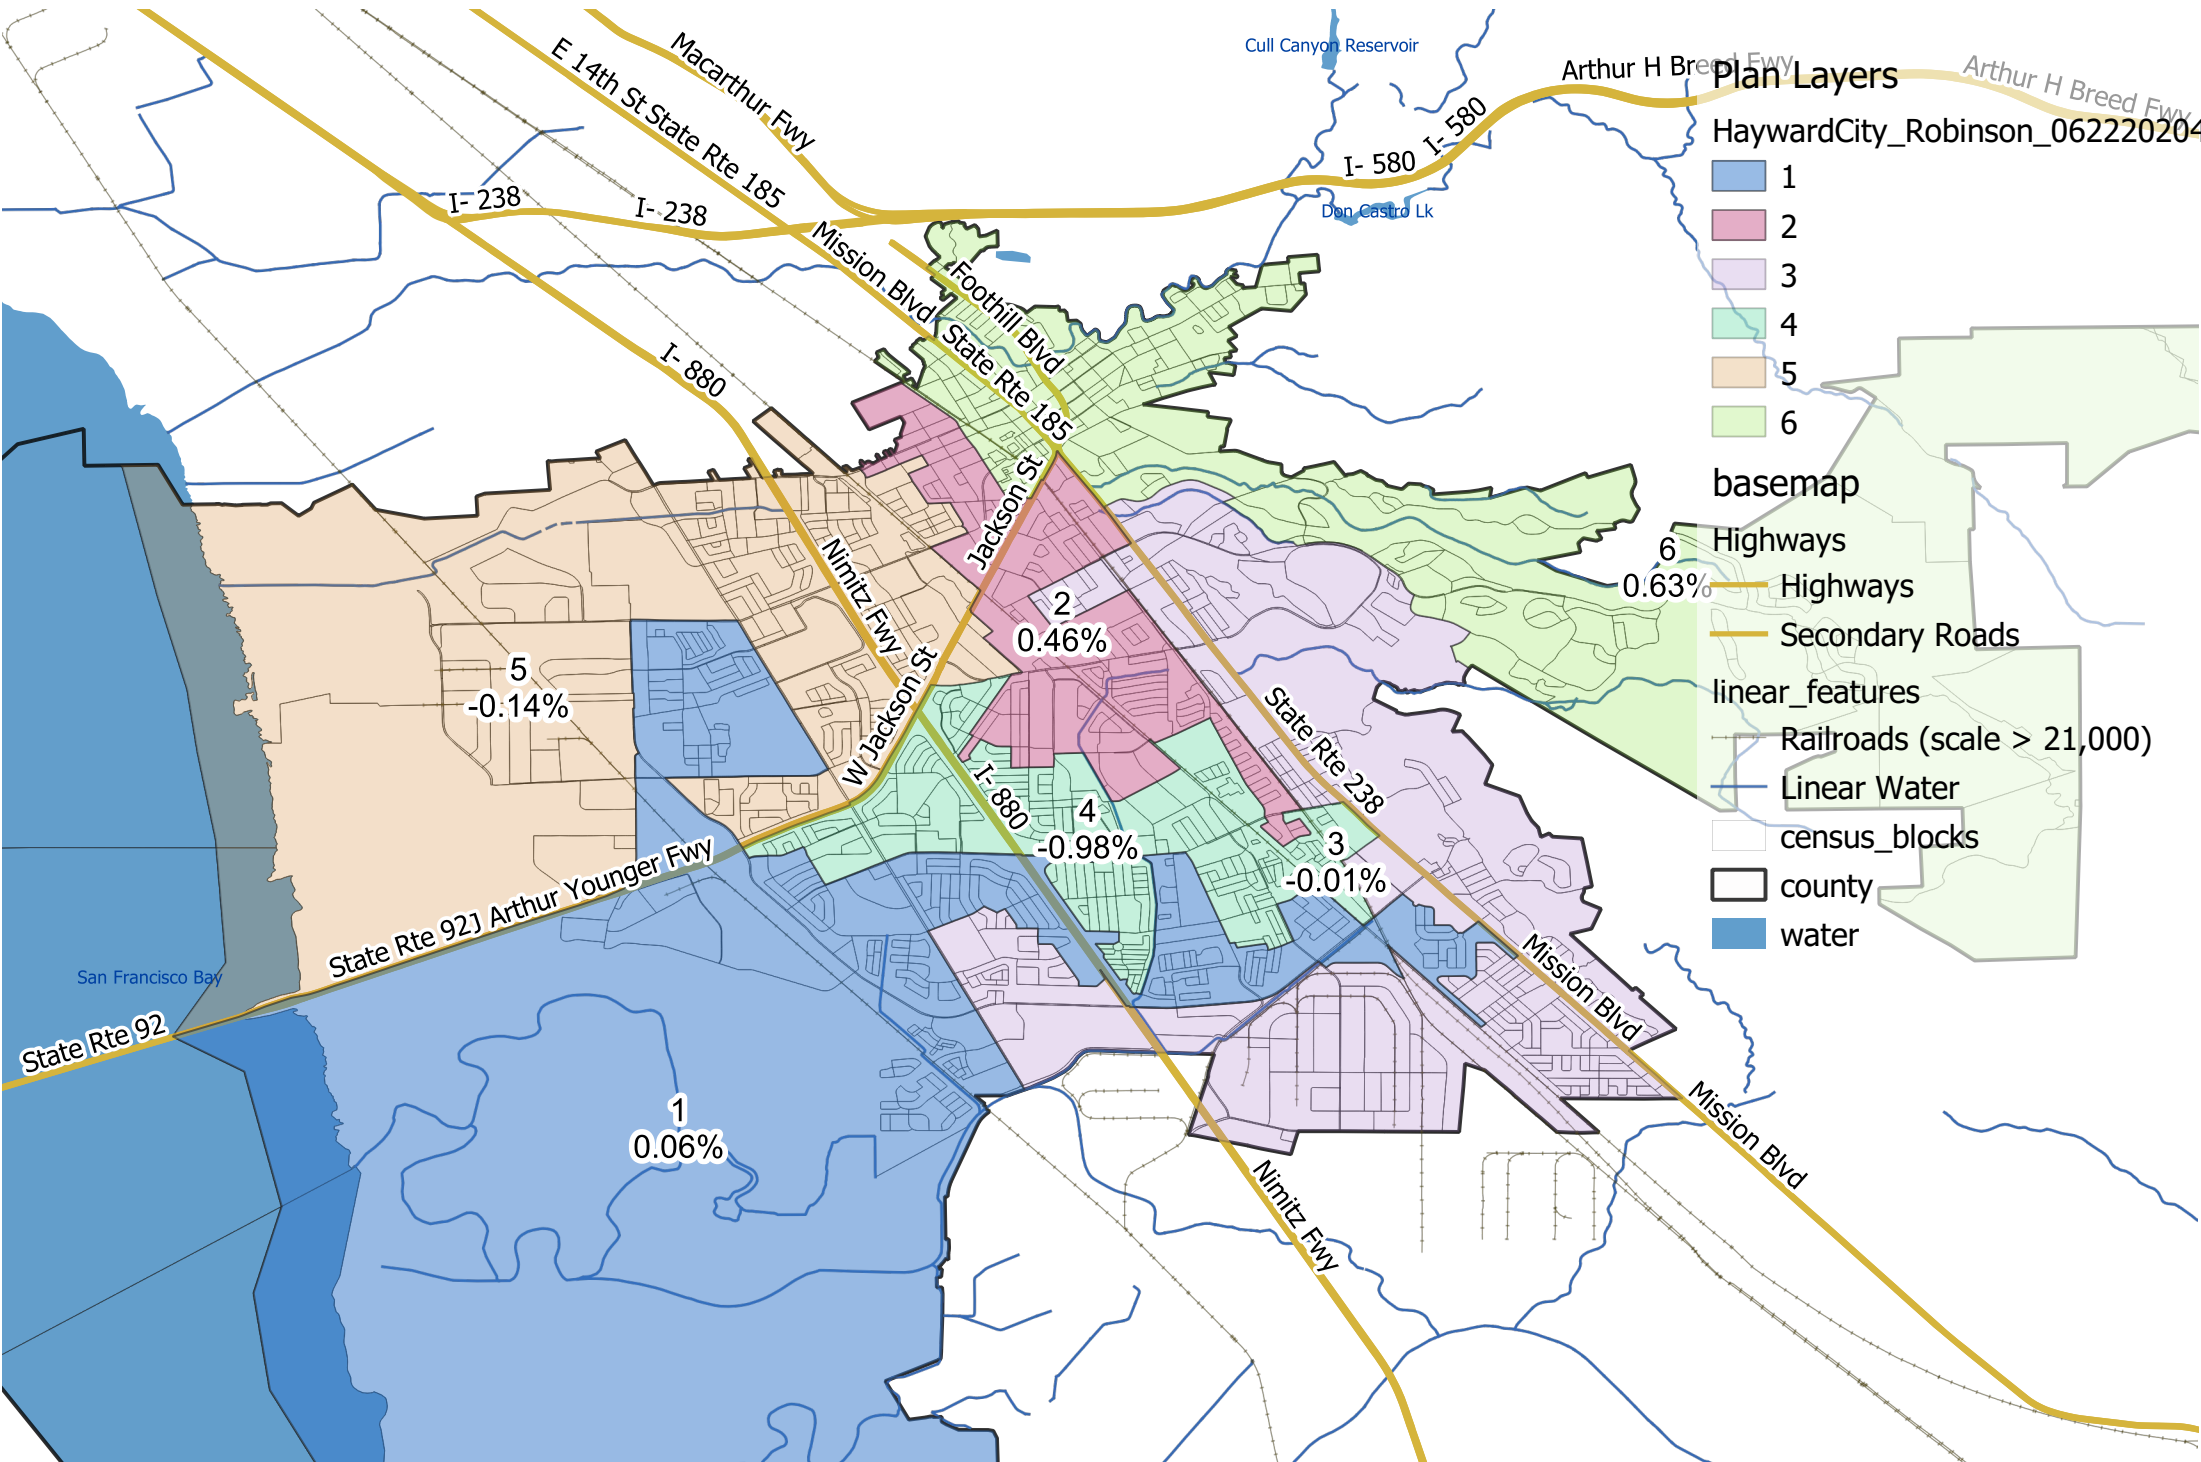 Cull Canyon Reservoir
Macarthur Fwy
E 14th St State Rte 185
Arthur H Breed Fwy
Arthur H Breed Fwy
I- 580
I- 580
I- 238
I- 238
Don Castro Lk
Mission Blvd
State Rte 185
Foothill Blvd
I- 880
Jackson St
Nimitz Fwy
W Jackson St
2
0.46%
5
-0.14%
6
0.63%
State Rte 238
I- 880
4
-0.98%
3
-0.01%
State Rte 92J Arthur Younger Fwy
San Francisco Bay
State Rte 92
Mission Blvd
Mission Blvd
1
0.06%
Nimitz Fwy
Plan Layers
HaywardCity_Robinson_062220204
1
2
3
4
5
6
basemap
Highways
Highways
Secondary Roads
linear_features
Railroads (scale > 21,000)
Linear Water
census_blocks
county
water